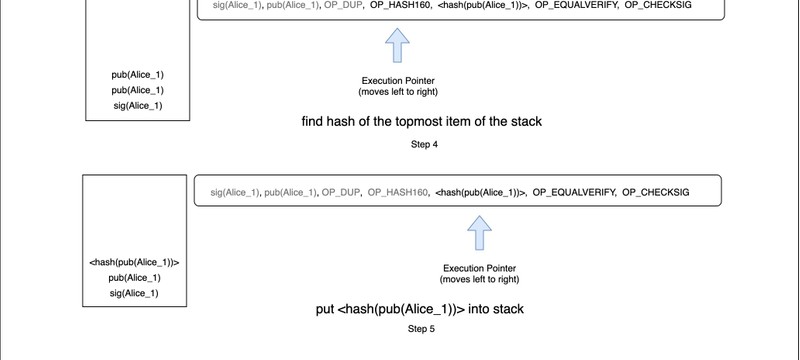 sig(Alice_1), pub(Alice_1), OP_DUP, OP_HASH160, <hash(pub(Alice_1))>, OP_EQUALVERIFY, OP_CHECKSIG
pub(Alice_1)
pub(Alice_1)
sig(Alice_1)
Execution Pointer
(moves left to right)
find hash of the topmost item of the stack
Step 4
sig(Alice_1), pub(Alice_1), OP_DUP, OP_HASH160, <hash(pub(Alice_1))>, OP_EQUALVERIFY, OP_CHECKSIG
<hash(pub(Alice_1))>
pub(Alice_1)
sig(Alice_1)
Execution Pointer
(moves left to right)
put <hash(pub(Alice_1))> into stack
Step 5